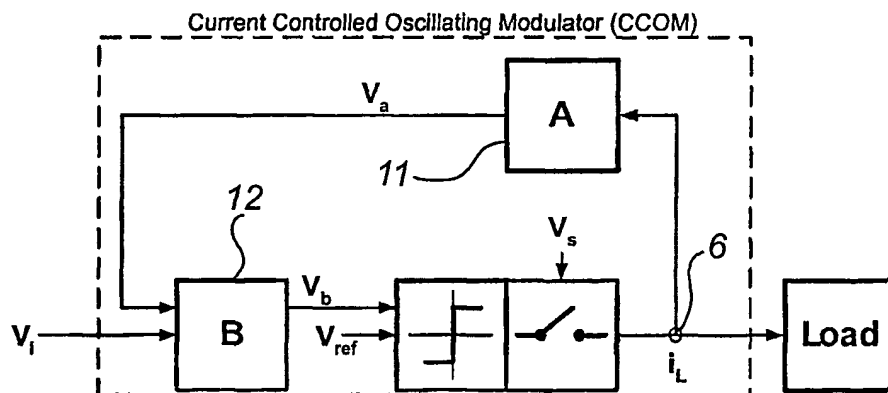 Current Controlled Oscillating Modulator (CCOM)
Va
A
11
12
Vs
6
Vb
Vi
B
Vref
iL
Load